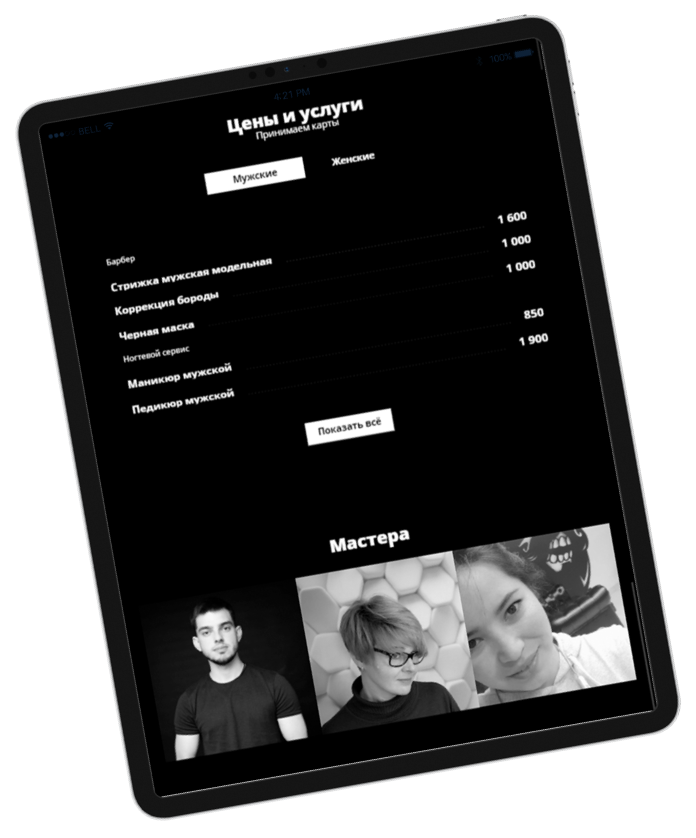 BELL
4:21 PM
100%
Цены и услуги
Принимаем карты
Мужские
Женские
Барбер
Стрижка мужская модельная 1 600
Коррекция бороды 1 000
Черная маска 1 000
Ногтевой сервис
Маникюр мужской 850
Педикюр мужской 1 900
Показать всё
Мастера